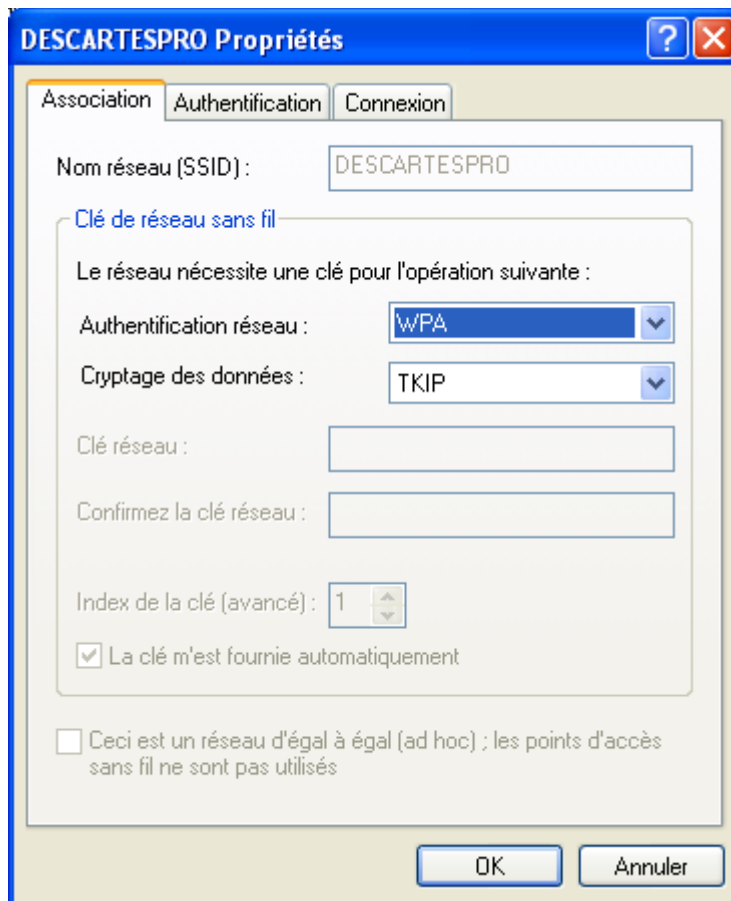 DESCARTESPRO Propriétés
Association Authentification Connexion
Nom réseau (SSID) : DESCARTESPRO
Clé de réseau sans fil
Le réseau nécessite une clé pour l'opération suivante :
Authentification réseau : WPA
Cryptage des données : TKIP
Clé réseau :
Confirmez la clé réseau :
Index de la clé (avancé) : 1
La clé m'est fournie automatiquement
Ceci est un réseau d'égal à égal (ad hoc) ; les points d'accès
sans fil ne sont pas utilisés
OK Annuler